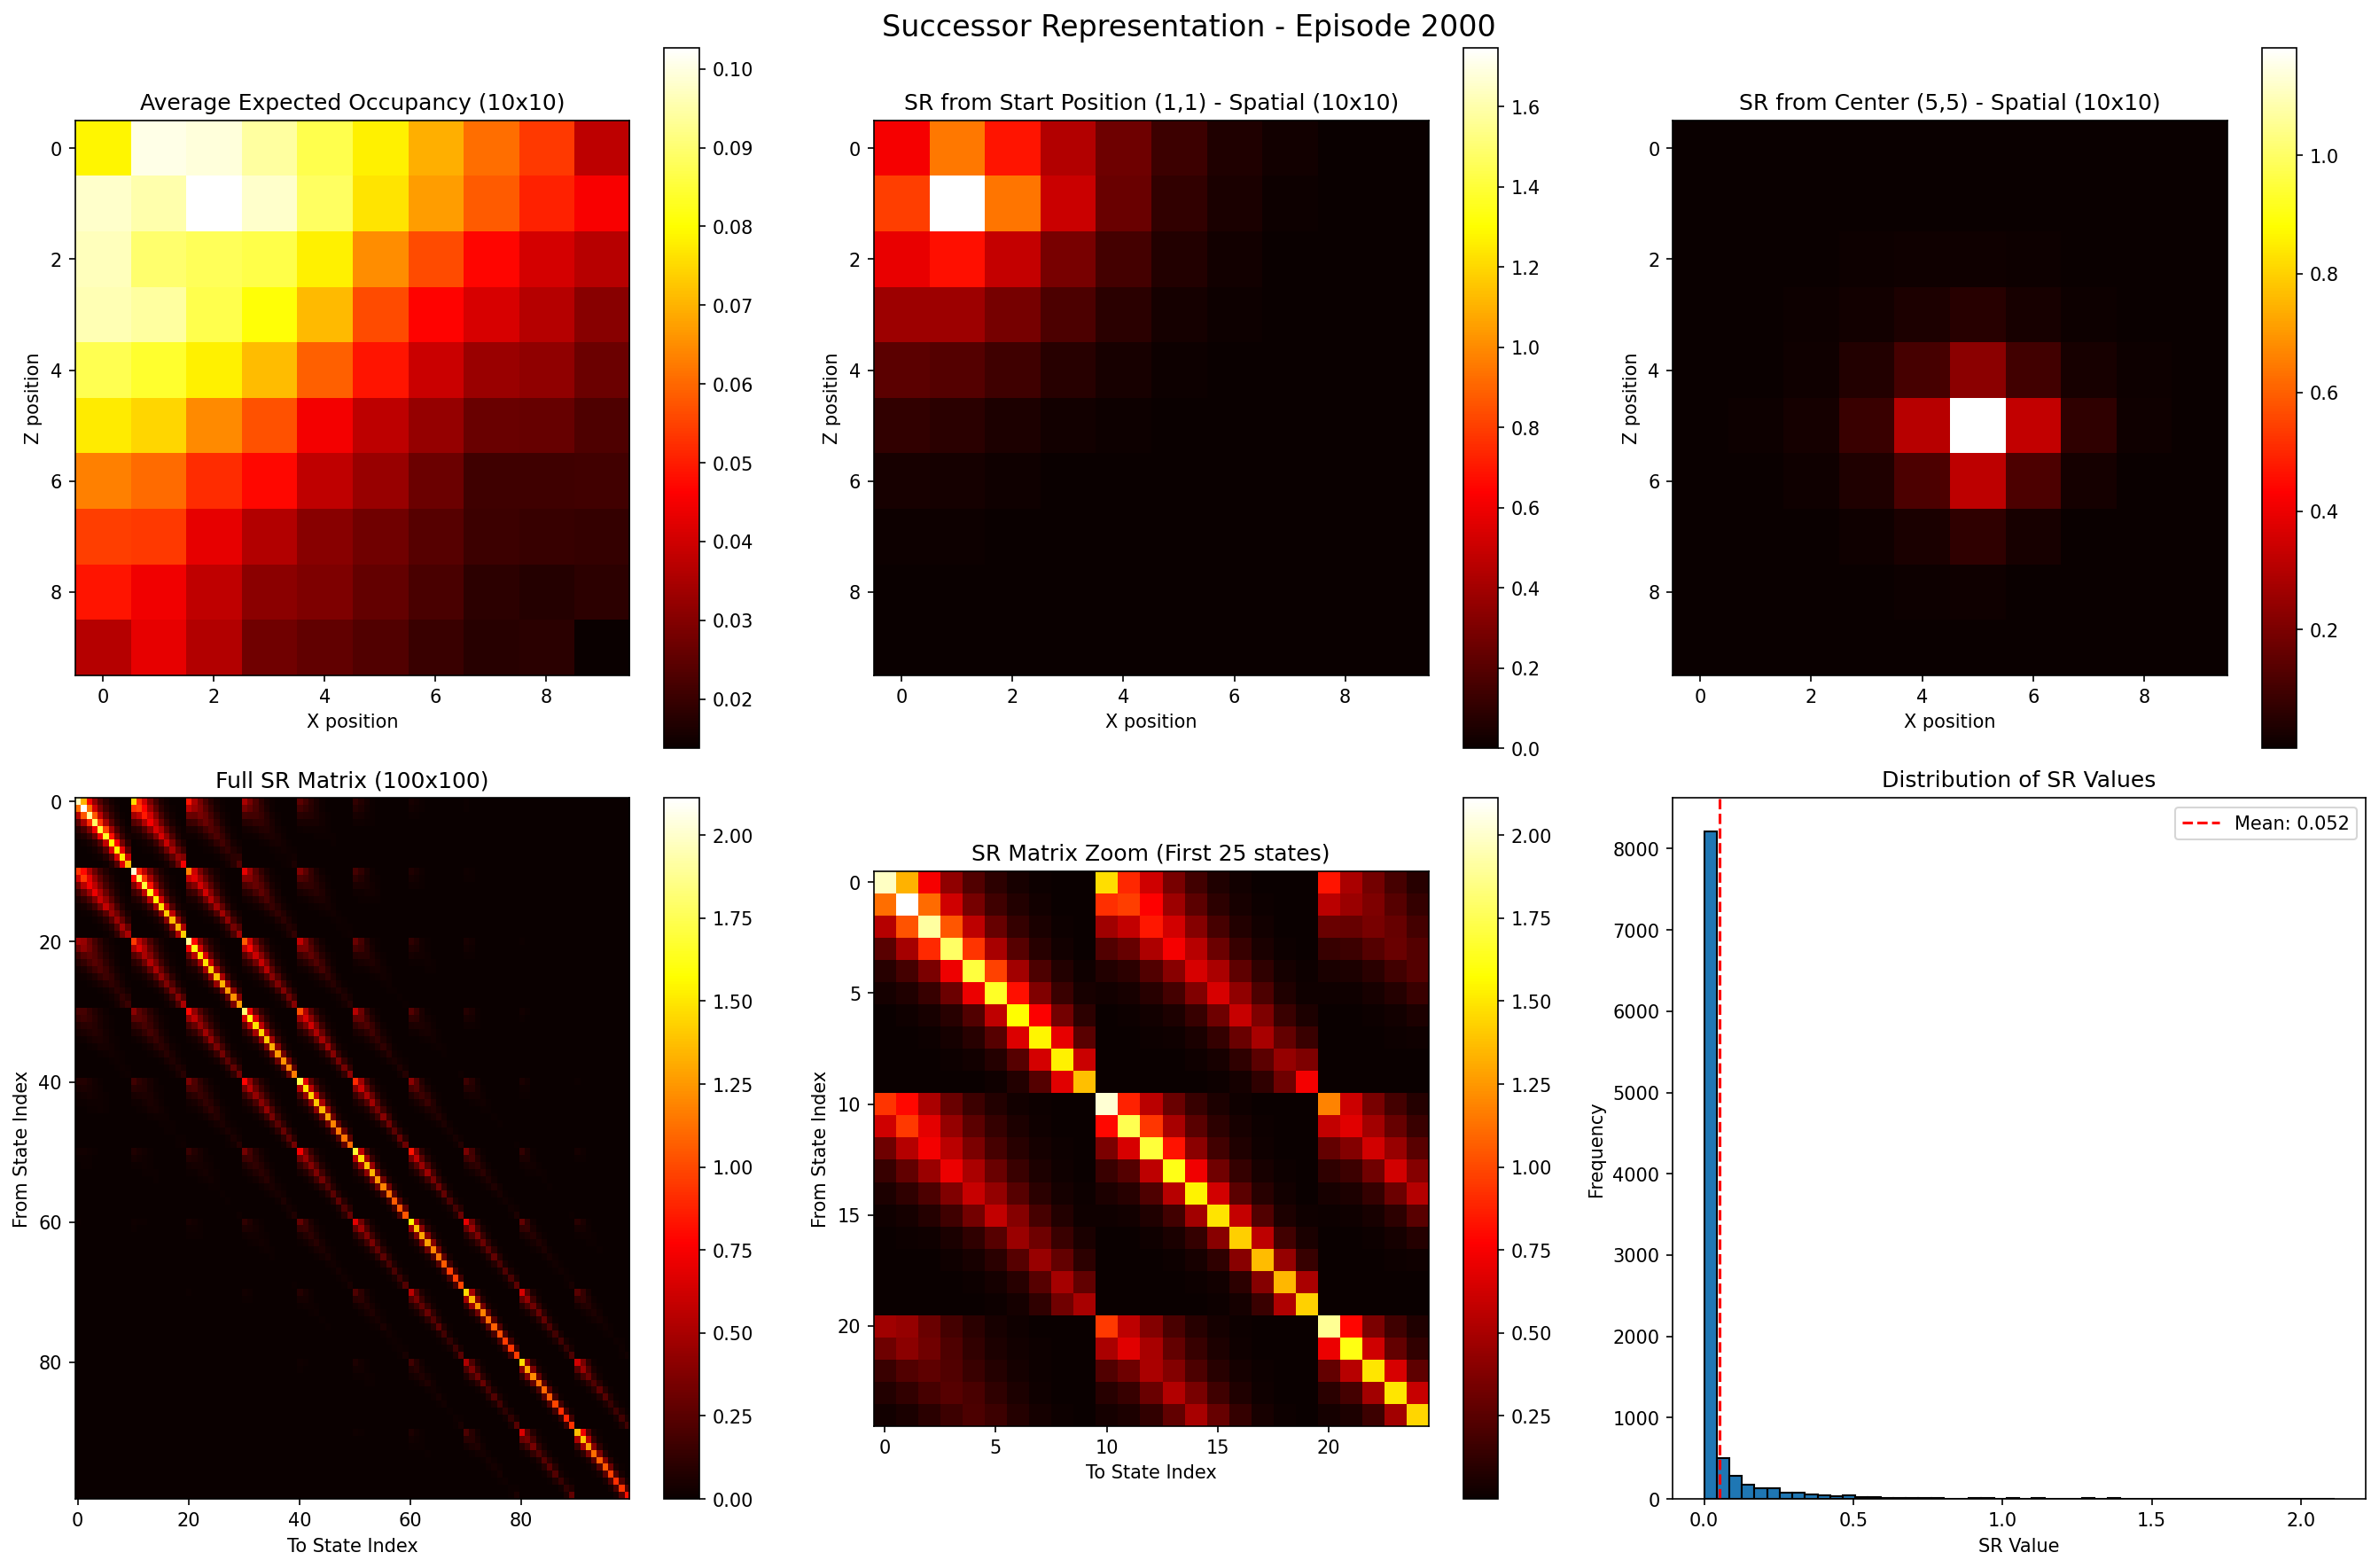 Successor Representation - Episode 2000
Average Expected Occupancy (10x10)
0
2
4
6
8
Z position
0 2 4 6 8
X position
0.10
0.09
0.08
0.07
0.06
0.05
0.04
0.03
0.02
SR from Start Position (1,1) - Spatial (10x10)
0
2
4
6
8
Z position
0 2 4 6 8
X position
1.6
1.4
1.2
1.0
0.8
0.6
0.4
0.2
0.0
SR from Center (5,5) - Spatial (10x10)
0
2
4
6
8
Z position
0 2 4 6 8
X position
1.0
0.8
0.6
0.4
0.2
Full SR Matrix (100x100)
0
20
40
60
80
From State Index
0 20 40 60 80
To State Index
2.00
1.75
1.50
1.25
1.00
0.75
0.50
0.25
0.00
SR Matrix Zoom (First 25 states)
0
5
10
15
20
From State Index
0 5 10 15 20
To State Index
2.00
1.75
1.50
1.25
1.00
0.75
0.50
0.25
Distribution of SR Values
Mean: 0.052
8000
7000
6000
5000
4000
3000
2000
1000
0
Frequency
0.0 0.5 1.0 1.5 2.0
SR Value